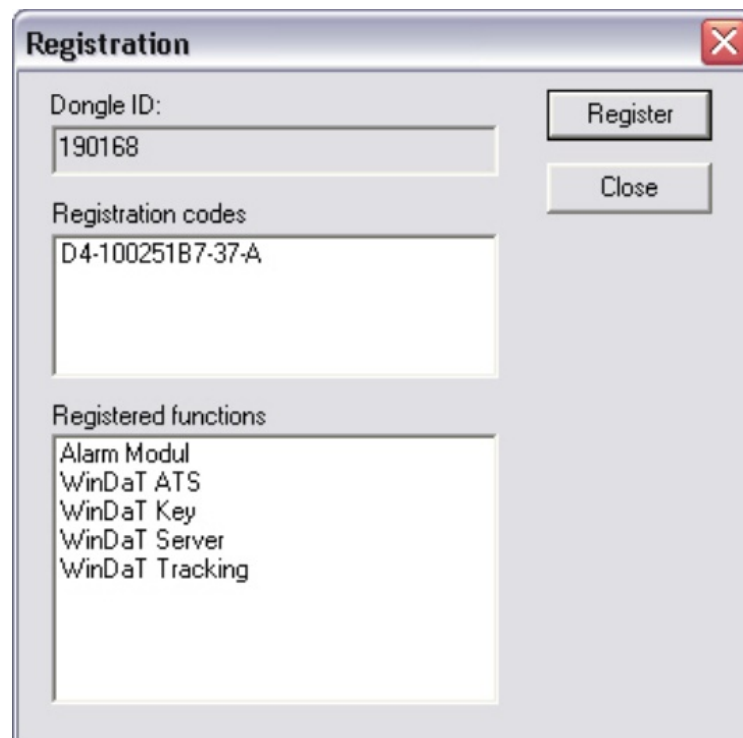 Registration
Dongle ID:
Register
190168
Close
Registration codes
D4-100251B7-37-A
Registered functions
Alarm Modul
WinDaT ATS
WinDaT Key
WinDaT Server
WinDaT Tracking